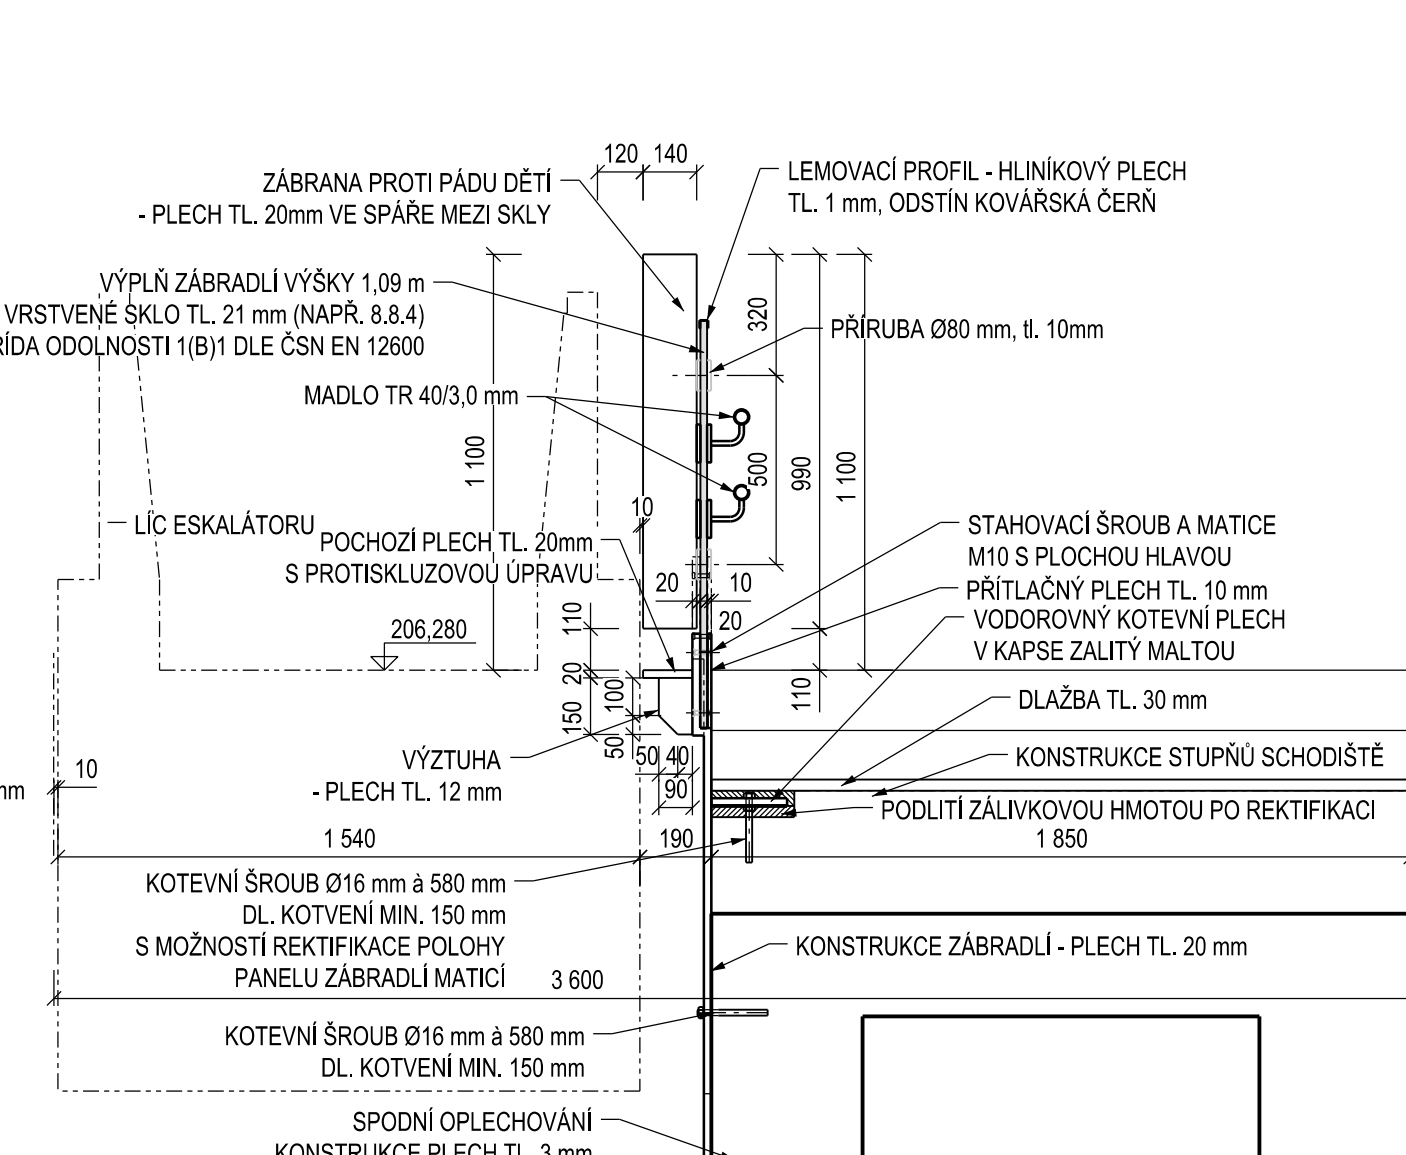 120 140
ZÁBRANA PROTI PÁDU DĚTÍ
- PLECH TL. 20mm VE SPÁŘE MEZI SKLY
LEMOVACÍ PROFIL - HLINÍKOVÝ PLECH
TL. 1 mm, ODSTÍN KOVÁŘSKÁ ČERŇ
VÝPLŇ ZÁBRADLÍ VÝŠKY 1,09 m
VRSTVENÉ SKLO TL. 21 mm (NAPŘ. 8.8.4)
ŘÍDA ODOLNOSTI 1(B)1 DLE ČSN EN 12600
320
PŘÍRUBA Ø80 mm, tl. 10mm
MADLO TR 40/3,0 mm
1 100
500
990
1 100
10
LÍC ESKALÁTORU
POCHOZÍ PLECH TL. 20mm
S PROTISKLUZOVOU ÚPRAVU
STAHOVACÍ ŠROUB A MATICE
M10 S PLOCHOU HLAVOU
PŘÍTLAČNÝ PLECH TL. 10 mm
20 10
20
VODOROVNÝ KOTEVNÍ PLECH
V KAPSE ZALITÝ MALTOU
110
206,280
20
150
100
50
110
DLAŽBA TL. 30 mm
KONSTRUKCE STUPŇŮ SCHODIŠTĚ
VÝZTUHA
- PLECH TL. 12 mm
50 40
90
10
mm
PODLITÍ ZÁLIVKOVOU HMOTOU PO REKTIFIKACI
1 540 190 1 850
KOTEVNÍ ŠROUB Ø16 mm à 580 mm
DL. KOTVENÍ MIN. 150 mm
S MOŽNOSTÍ REKTIFIKACE POLOHY
PANELU ZÁBRADLÍ MATICÍ
KONSTRUKCE ZÁBRADLÍ - PLECH TL. 20 mm
3 600
KOTEVNÍ ŠROUB Ø16 mm à 580 mm
DL. KOTVENÍ MIN. 150 mm
SPODNÍ OPLECHOVÁNÍ
KONSTRUKCE PLECH TL. 3 mm